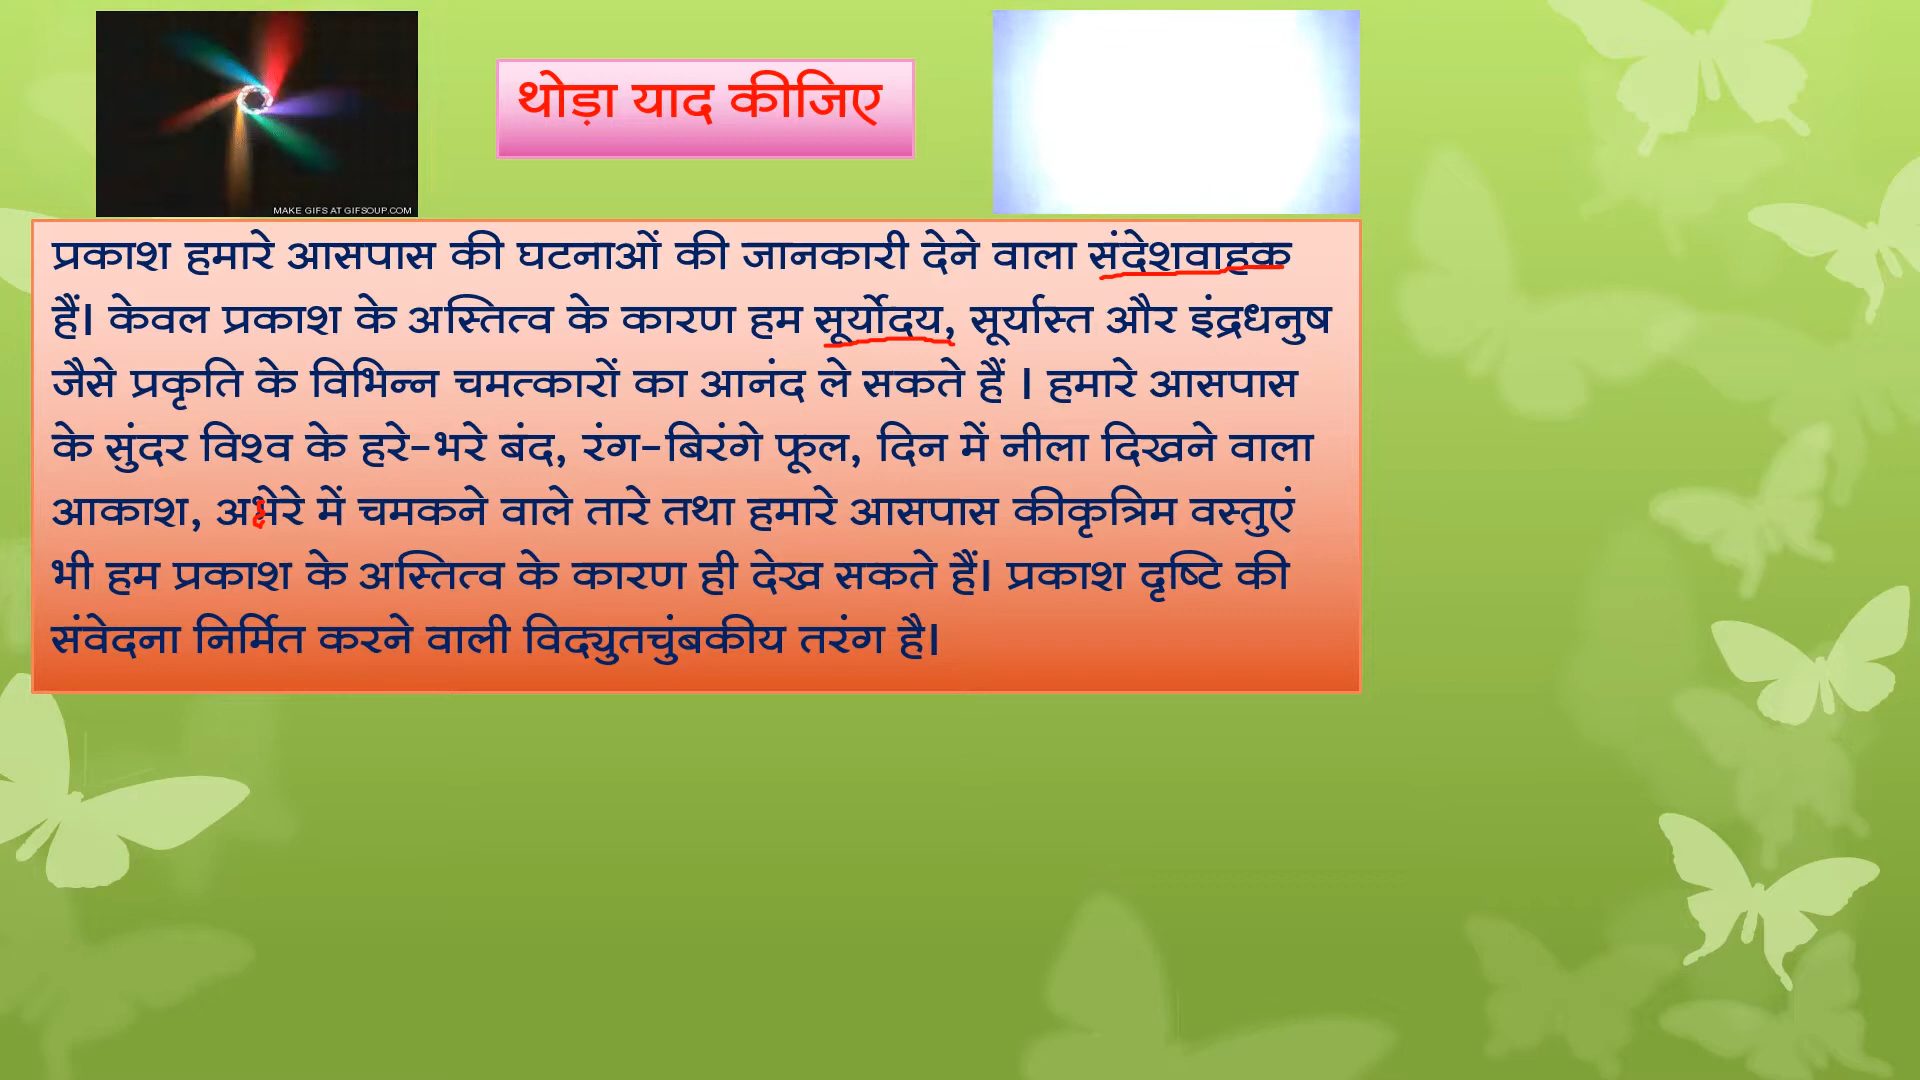 MAKE GIFS AT GIFSOUP.COM
थोड़ा याद कीजिए
प्रकाश हमारे आसपास की घटनाओं की जानकारी देने वाला संदेशवाहक
हैं। केवल प्रकाश के अस्तित्व के कारण हम सूर्योदय, सूर्यास्त और इंद्रधनुष
जैसे प्रकृति के विभिन्न चमत्कारों का आनंद ले सकते हैं । हमारे आसपास
के सुंदर विश्व के हरे-भरे बंद, रंग-बिरंगे फूल, दिन में नीला दिखने वाला
आकाश, में चमकने वाले तारे तथा हमारे आसपास कीकृत्रिम वस्तुएं
भी हम प्रकाश के अस्तित्व के कारण ही देख सकते हैं। प्रकाश दृष्टि की
संवेदना निर्मित करने वाली विद्युतचुंबकीय तरंग है।